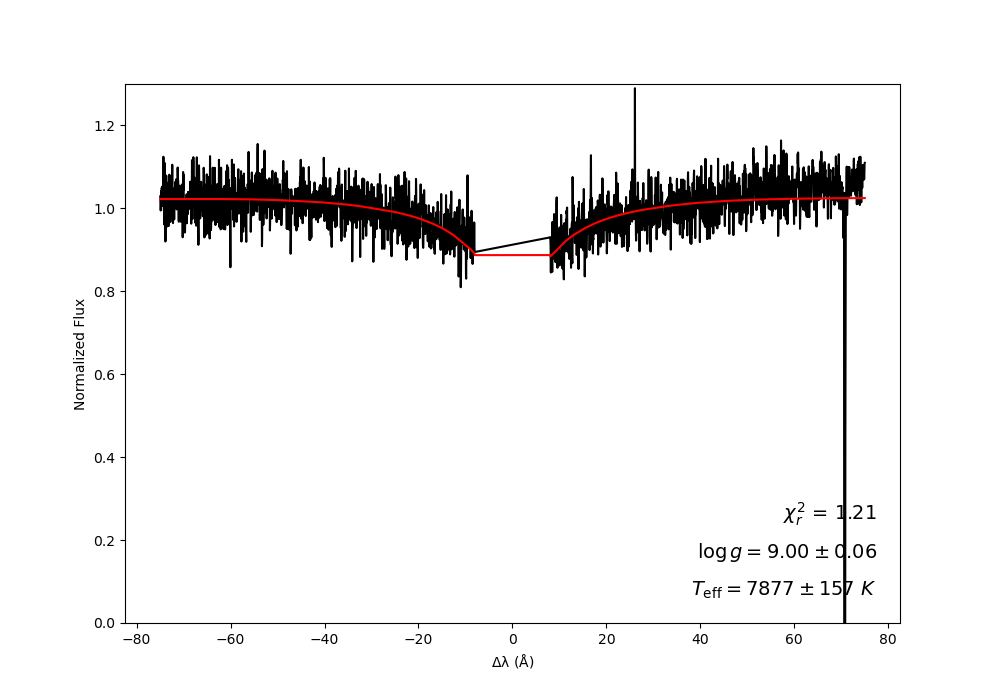 1.2
1.0
0.8
0.6
0.4
0.2
0.0
Normalized Flux
χ²ᵣ = 1.21
log g = 9.00 ± 0.06
T_eff = 7877 ± 157 K
−80 −60 −40 −20 0 20 40 60 80
Δλ (Å)